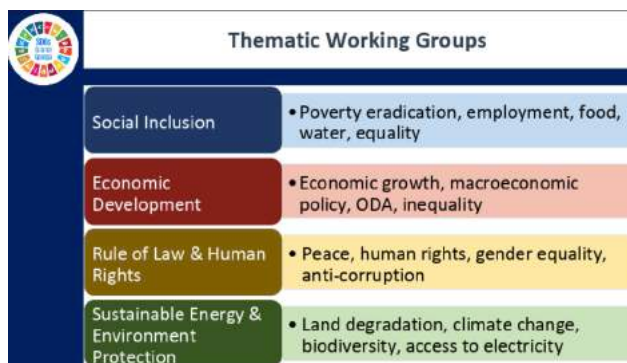 Thematic Working Groups
Social Inclusion
• Poverty eradication, employment, food,
water, equality
Economic
Development
• Economic growth, macroeconomic
policy, ODA, inequality
Rule of Law & Human
Rights
• Peace, human rights, gender equality,
anti-corruption
Sustainable Energy &
Environment
Protection
• Land degradation, climate change,
biodiversity, access to electricity